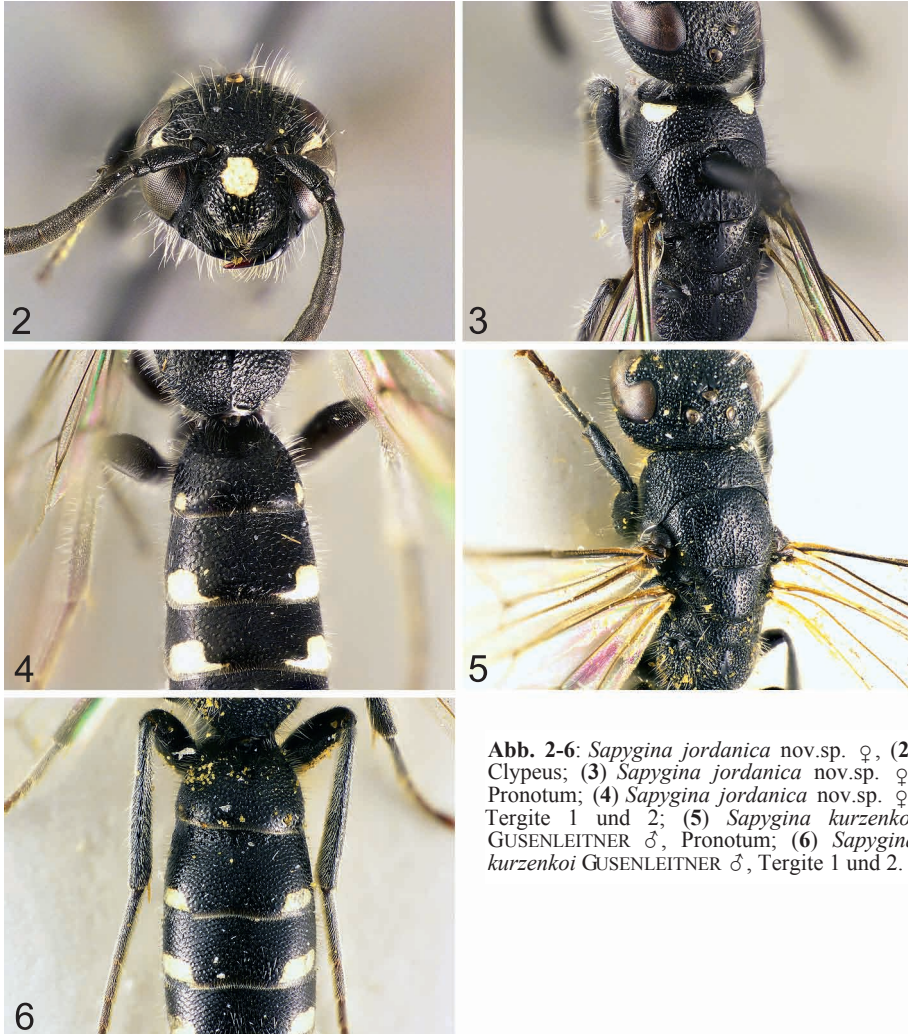 2
3
4
5
6
Abb. 2-6: Sapygina jordanica nov.sp. ♀, (2
Clypeus; (3) Sapygina jordanica nov.sp. ♀
Pronotum; (4) Sapygina jordanica nov.sp. ♀
Tergite 1 und 2; (5) Sapygina kurzenko
GUSENLEITNER ♂, Pronotum; (6) Sapygina
kurzenkoi GUSENLEITNER ♂, Tergite 1 und 2.